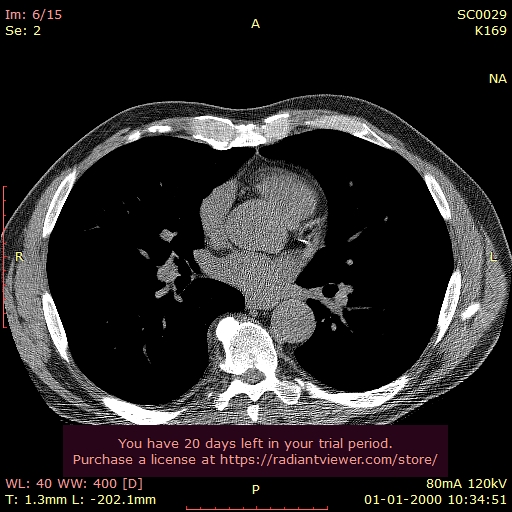 Im: 6/15
Se: 2
A
SC0029
K169
NA
R
L
You have 20 days left in your trial period.
Purchase a license at https://radiantviewer.com/store/
WL: 40 WW: 400 [D]
T: 1.3mm L: -202.1mm
P
80mA 120kV
01-01-2000 10:34:51